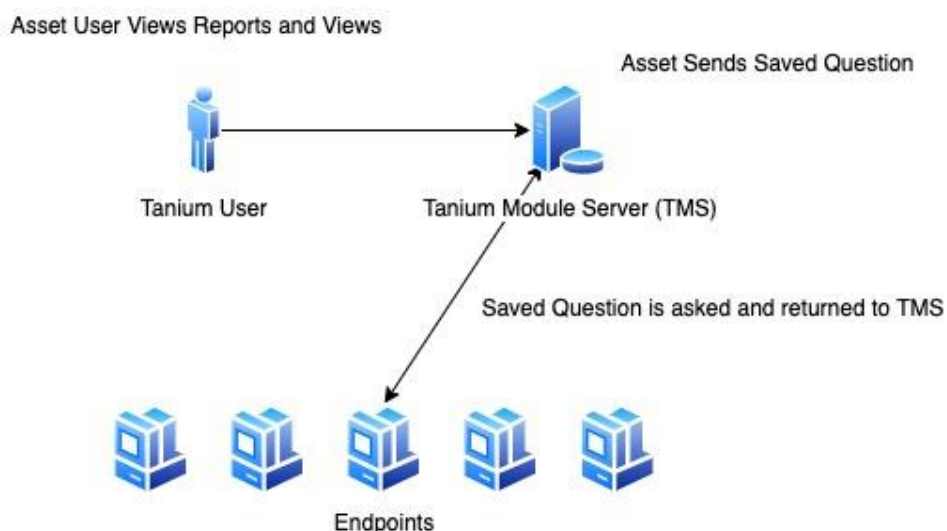 Asset User Views Reports and Views
Asset Sends Saved Question
Tanium User
Tanium Module Server (TMS)
Saved Question is asked and returned to TMS
Endpoints